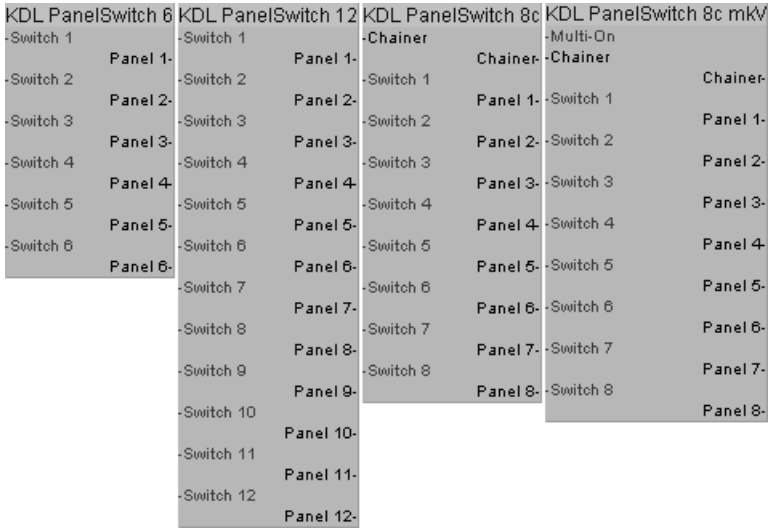 KDL PanelSwitch 6
-Switch 1
Panel 1-
-Switch 2
Panel 2-
-Switch 3
Panel 3-
-Switch 4
Panel 4-
-Switch 5
Panel 5-
-Switch 6
Panel 6-
KDL PanelSwitch 12
-Switch 1
Panel 1-
-Switch 2
Panel 2-
-Switch 3
Panel 3-
-Switch 4
Panel 4-
-Switch 5
Panel 5-
-Switch 6
Panel 6-
-Switch 7
Panel 7-
-Switch 8
Panel 8-
-Switch 9
Panel 9-
-Switch 10
Panel 10-
-Switch 11
Panel 11-
-Switch 12
Panel 12-
KDL PanelSwitch 8c
-Chainer
Chainer-
-Switch 1
Panel 1-
-Switch 2
Panel 2-
-Switch 3
Panel 3-
-Switch 4
Panel 4-
-Switch 5
Panel 5-
-Switch 6
Panel 6-
-Switch 7
Panel 7-
-Switch 8
Panel 8-
KDL PanelSwitch 8c mkV
-Multi-On
-Chainer
Chainer-
-Switch 1
Panel 1-
-Switch 2
Panel 2-
-Switch 3
Panel 3-
-Switch 4
Panel 4-
-Switch 5
Panel 5-
-Switch 6
Panel 6-
-Switch 7
Panel 7-
-Switch 8
Panel 8-